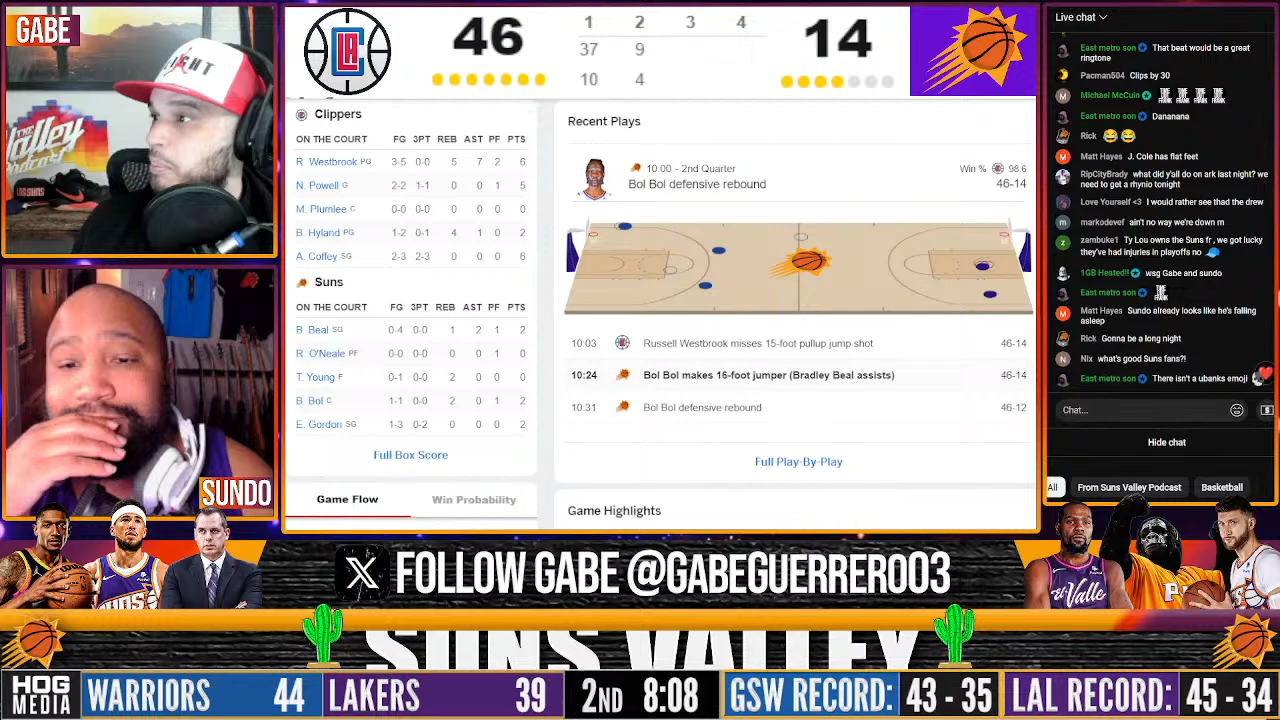 GABE
LIGHT
THE
Valley
Podcast
SUNDO
LA
46
1 2 3 4
37 9
10 4
14
Clippers
ON THE COURT FG 3PT REB AST PF PTS
R Westbrook PG 3-5 0-0 5 7 2 6
N. Powell G 2-2 1-1 0 0 1 5
M. Plumlee C 0-0 0-0 0 0 0 0
B. Hyland PG 1-2 0-1 4 1 0 2
A. Coffey SG 2-3 2-3 0 0 0 6
Suns
ON THE COURT FG 3PT REB AST PF PTS
B. Beal SG 0-4 0-0 1 2 1 2
R. O'Neale PF 0-0 0-0 0 0 1 0
T. Young F 0-1 0-0 2 0 0 0
B. Bol C 1-1 0-0 2 0 1 2
E. Gordon SG 1-3 0-2 0 0 0 2
Full Box Score
Game Flow
Win Probability
Recent Plays
10:00 - 2nd Quarter
Bol Bol defensive rebound
Win % 98.6
46-14
10:03 Russell Westbrook misses 15-foot pullup jump shot 46-14
10:24 Bol Bol makes 16-foot jumper (Bradley Beal assists) 46-14
10:31 Bol Bol defensive rebound 46-12
Full Play-By-Play
Game Highlights
Live chat
East metro son That beat would be a great
ringtone
Pacman504 Clips by 30
Michael McCuin
East metro son Dananana
Rick 😂😂
Matt Hayes J. Cole has flat feet
RipCityBrady what did y'all do on ark last night? we
need to get a rhynio tonight
Love Yourself <3 I would rather see thad the drew
markodevef ain't no way we're down rn
zambuke1 Ty Lou owns the Suns fr , we got lucky
they've had injuries in playoffs no 🧢
1GB Heated!! wsg Gabe and sundo
East metro son
Matt Hayes Sundo already looks like he's falling
asleep
Rick Gonna be a long night
Nix what's good Suns fans?!
East metro son There isn't a ubanks emoji
Chat...
Hide chat
All
From Suns Valley Podcast
Basketball
X FOLLOW GABE @GABEGUERRERO03
SUNS VALLEY
HOG
MEDIA
WARRIORS 44 LAKERS 39 2ND 8:08 GSW RECORD: 43 - 35 LAL RECORD: 45 - 34